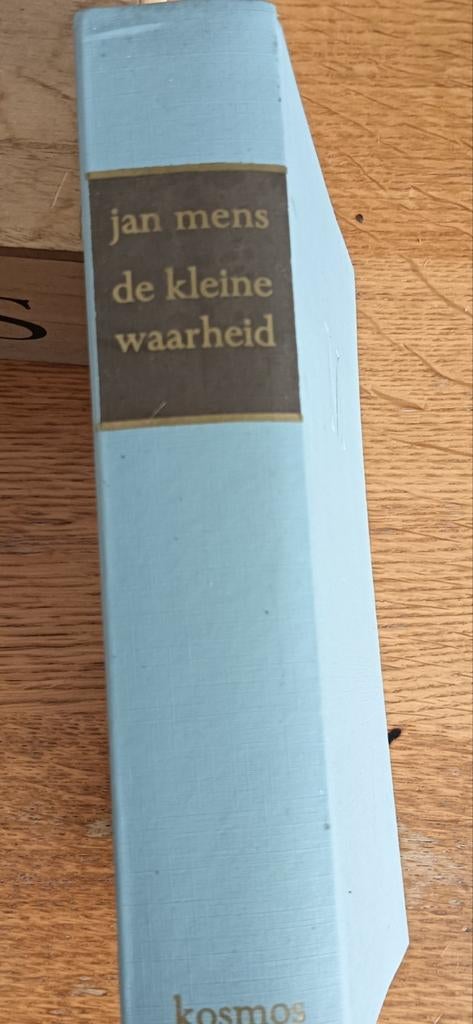 jan mens
de kleine
waarheid
kosmos